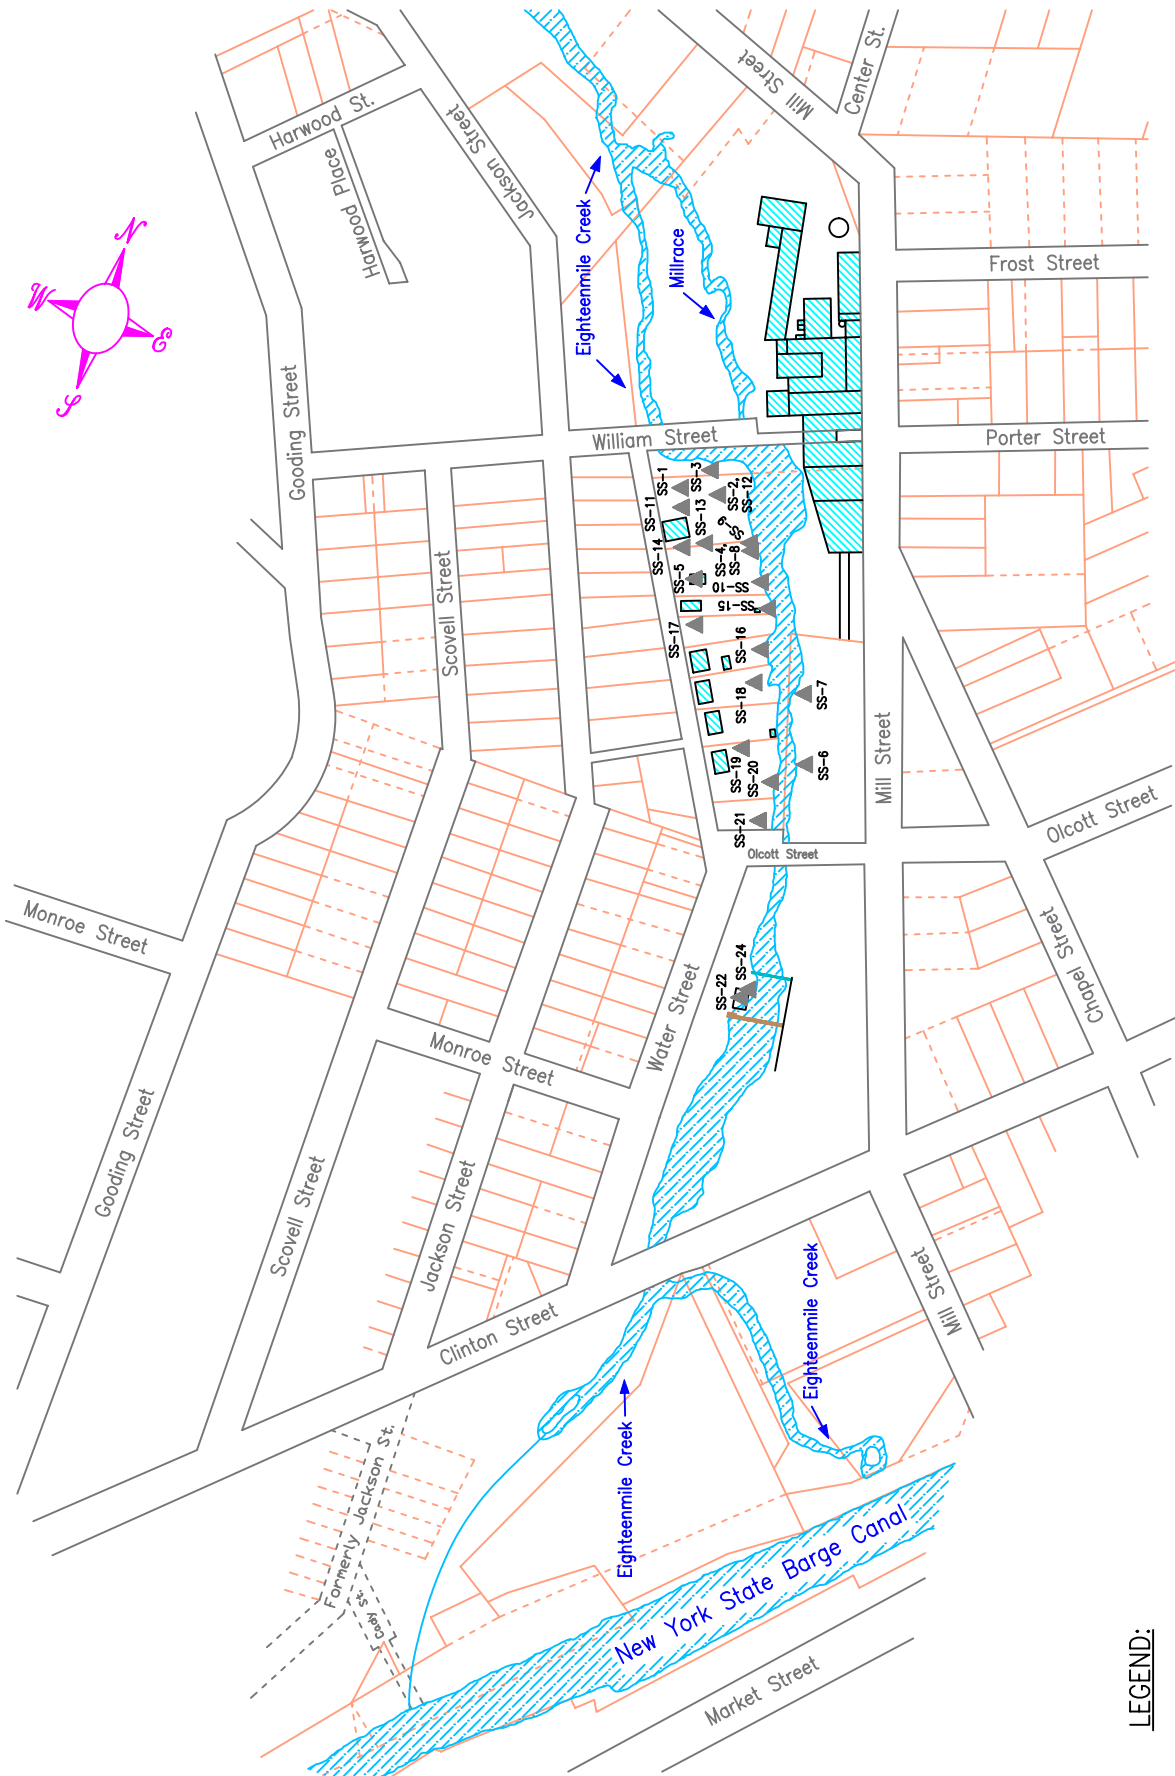 Mill Street
Center St.
Harwood St.
Jackson Street
Harwood Place
N
W
E
S
Eighteenmile Creek
Millrace
Frost Street
Gooding Street
William Street
Porter Street
SS-1
SS-3
SS-2,
SS-12
SS-11
SS-13
SS-9
SS-14
SS-4,
SS-8
SS-5
SS-10
SS-15
Scovell Street
SS-17
SS-16
SS-18
SS-7
SS-19
SS-20
SS-6
SS-21
Mill Street
Olcott Street
Olcott Street
Monroe Street
Chapel Street
SS-22
SS-24
Water Street
Monroe Street
Gooding Street
Scovell Street
Jackson Street
Clinton Street
Mill Street
Eighteenmile Creek
Eighteenmile Creek
Formerly Jackson St.
Cady St.
New York State Barge Canal
Market Street
LEGEND: